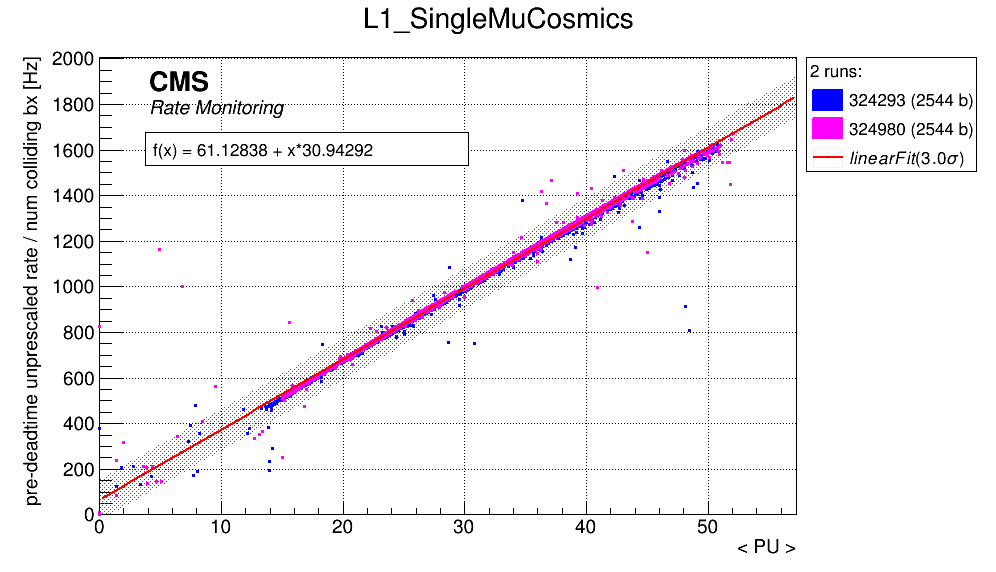 L1_SingleMuCosmics
pre-deadtime unprescaled rate / num colliding bx [Hz]
2000
1800
1600
1400
1200
1000
800
600
400
200
0
CMS
Rate Monitoring
f(x) = 61.12838 + x*30.94292
0 10 20 30 40 50
< PU >
2 runs:
324293 (2544 b)
324980 (2544 b)
linearFit(3.0σ)